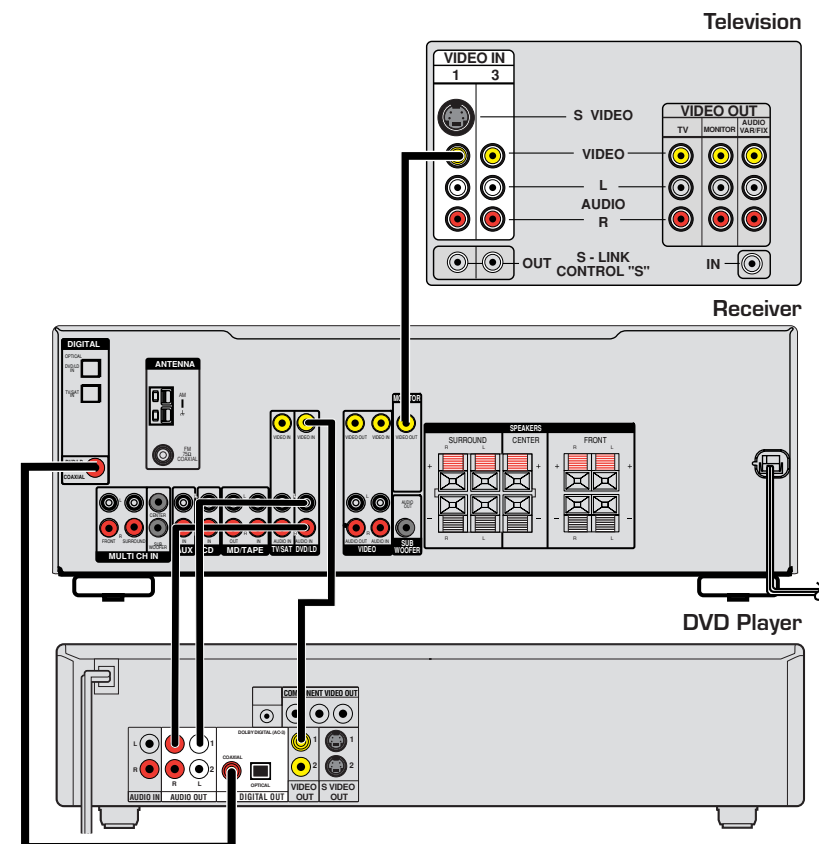 Television
VIDEO IN
1 3
S VIDEO
VIDEO
L
AUDIO
R
VIDEO OUT
TV MONITOR AUDIO VAR/FIX
OUT S - LINK CONTROL "S" IN
Receiver
DIGITAL
OPTICAL
DVD/LD IN
TV/SAT IN
COAXIAL
ANTENNA
AM
FM
75Ω
COAXIAL
VIDEO IN VIDEO IN
VIDEO OUT VIDEO IN
VIDEO OUT
SPEAKERS
SURROUND CENTER FRONT
R L R L
+ + + +
− − − −
R L R L
L L L L
CENTER
AUDIO OUT
R R R
FRONT SURROUND SUB WOOFER
IN IN OUT IN AUDIO IN AUDIO IN
AUDIO OUT AUDIO IN
MULTI CH IN AUX CD MD/TAPE TV/SAT DVD/LD
VIDEO SUB WOOFER
DVD Player
COMPONENT VIDEO OUT
DOLBY DIGITAL (AC-3)
L 1 1 1
COAXIAL
R 2 2 2
R L
OPTICAL
AUDIO IN AUDIO OUT DIGITAL OUT VIDEO OUT S VIDEO OUT